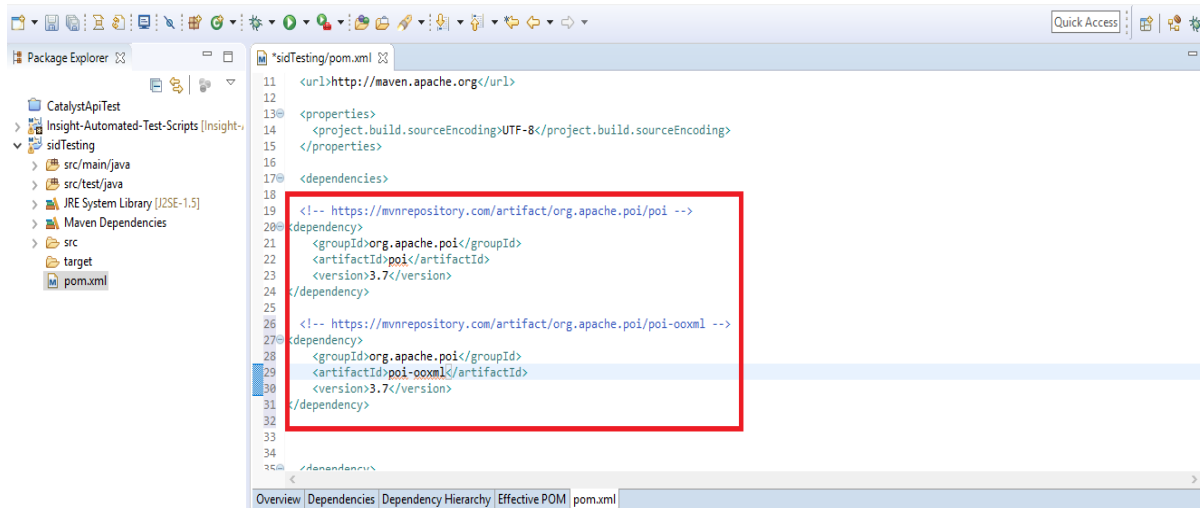 Quick Access
Package Explorer
*sidTesting/pom.xml
CatalystApiTest
Insight-Automated-Test-Scripts [Insight-
sidTesting
src/main/java
src/test/java
JRE System Library [J2SE-1.5]
Maven Dependencies
src
target
pom.xml
11 <url>http://maven.apache.org</url>
12
13 <properties>
14 <project.build.sourceEncoding>UTF-8</project.build.sourceEncoding>
15 </properties>
16
17 <dependencies>
18
19 <!-- https://mvnrepository.com/artifact/org.apache.poi/poi -->
20 <dependency>
21 <groupId>org.apache.poi</groupId>
22 <artifactId>poi</artifactId>
23 <version>3.7</version>
24 </dependency>
25
26 <!-- https://mvnrepository.com/artifact/org.apache.poi/poi-ooxml -->
27 <dependency>
28 <groupId>org.apache.poi</groupId>
29 <artifactId>poi-ooxml</artifactId>
30 <version>3.7</version>
31 </dependency>
32
33
34
35 <dependency>
Overview Dependencies Dependency Hierarchy Effective POM pom.xml